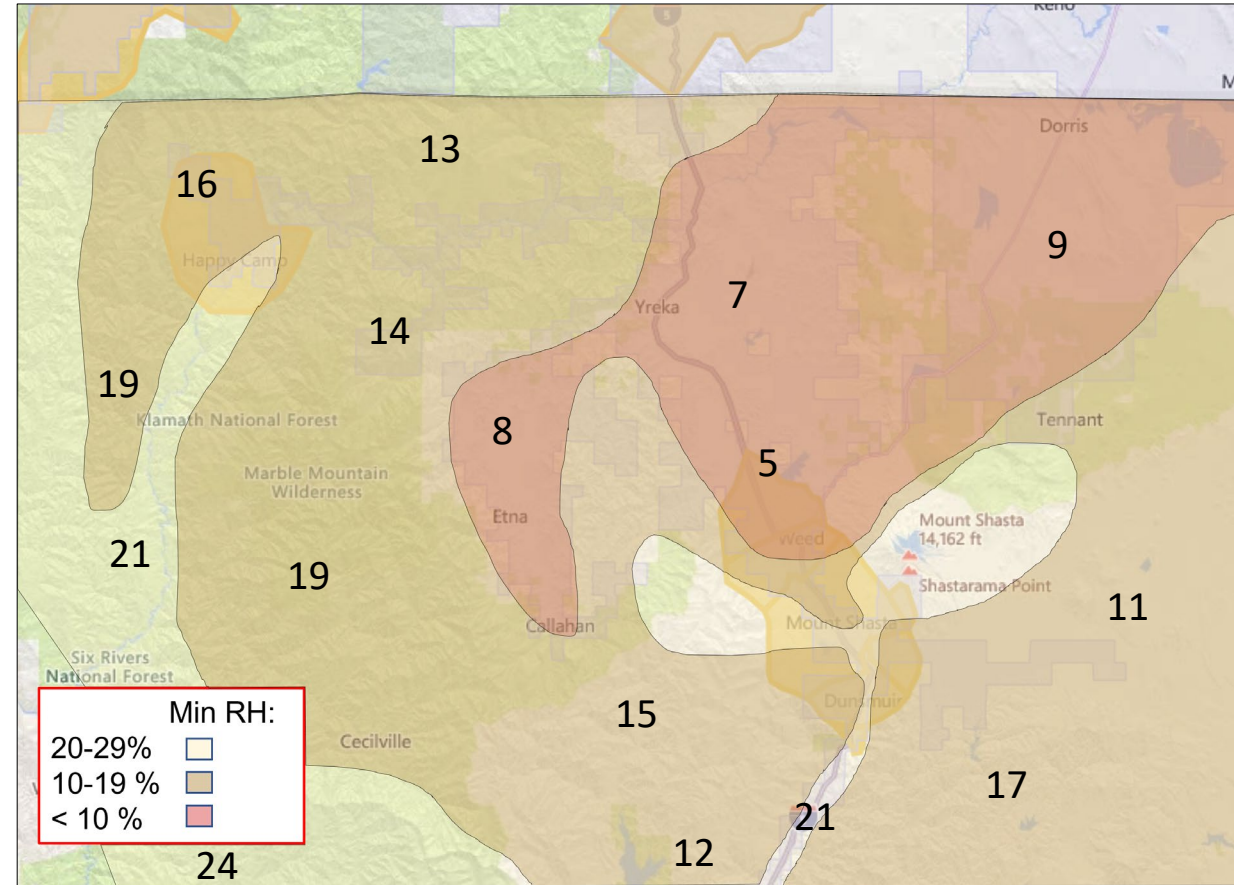 Keno
5
M
Dorris
13
16
Happy Camp
9
7
Yreka
14
19
Klamath National Forest
8
Tennant
5
Marble Mountain
Wilderness
Etna
Mount Shasta
14,162 ft
Weed
21
19
Shastarama Point
11
Callahan
Mount Shasta
Six Rivers
National Forest
Dunsmuir
15
Min RH:
20-29%
10-19 %
< 10 %
Cecilville
17
21
12
24